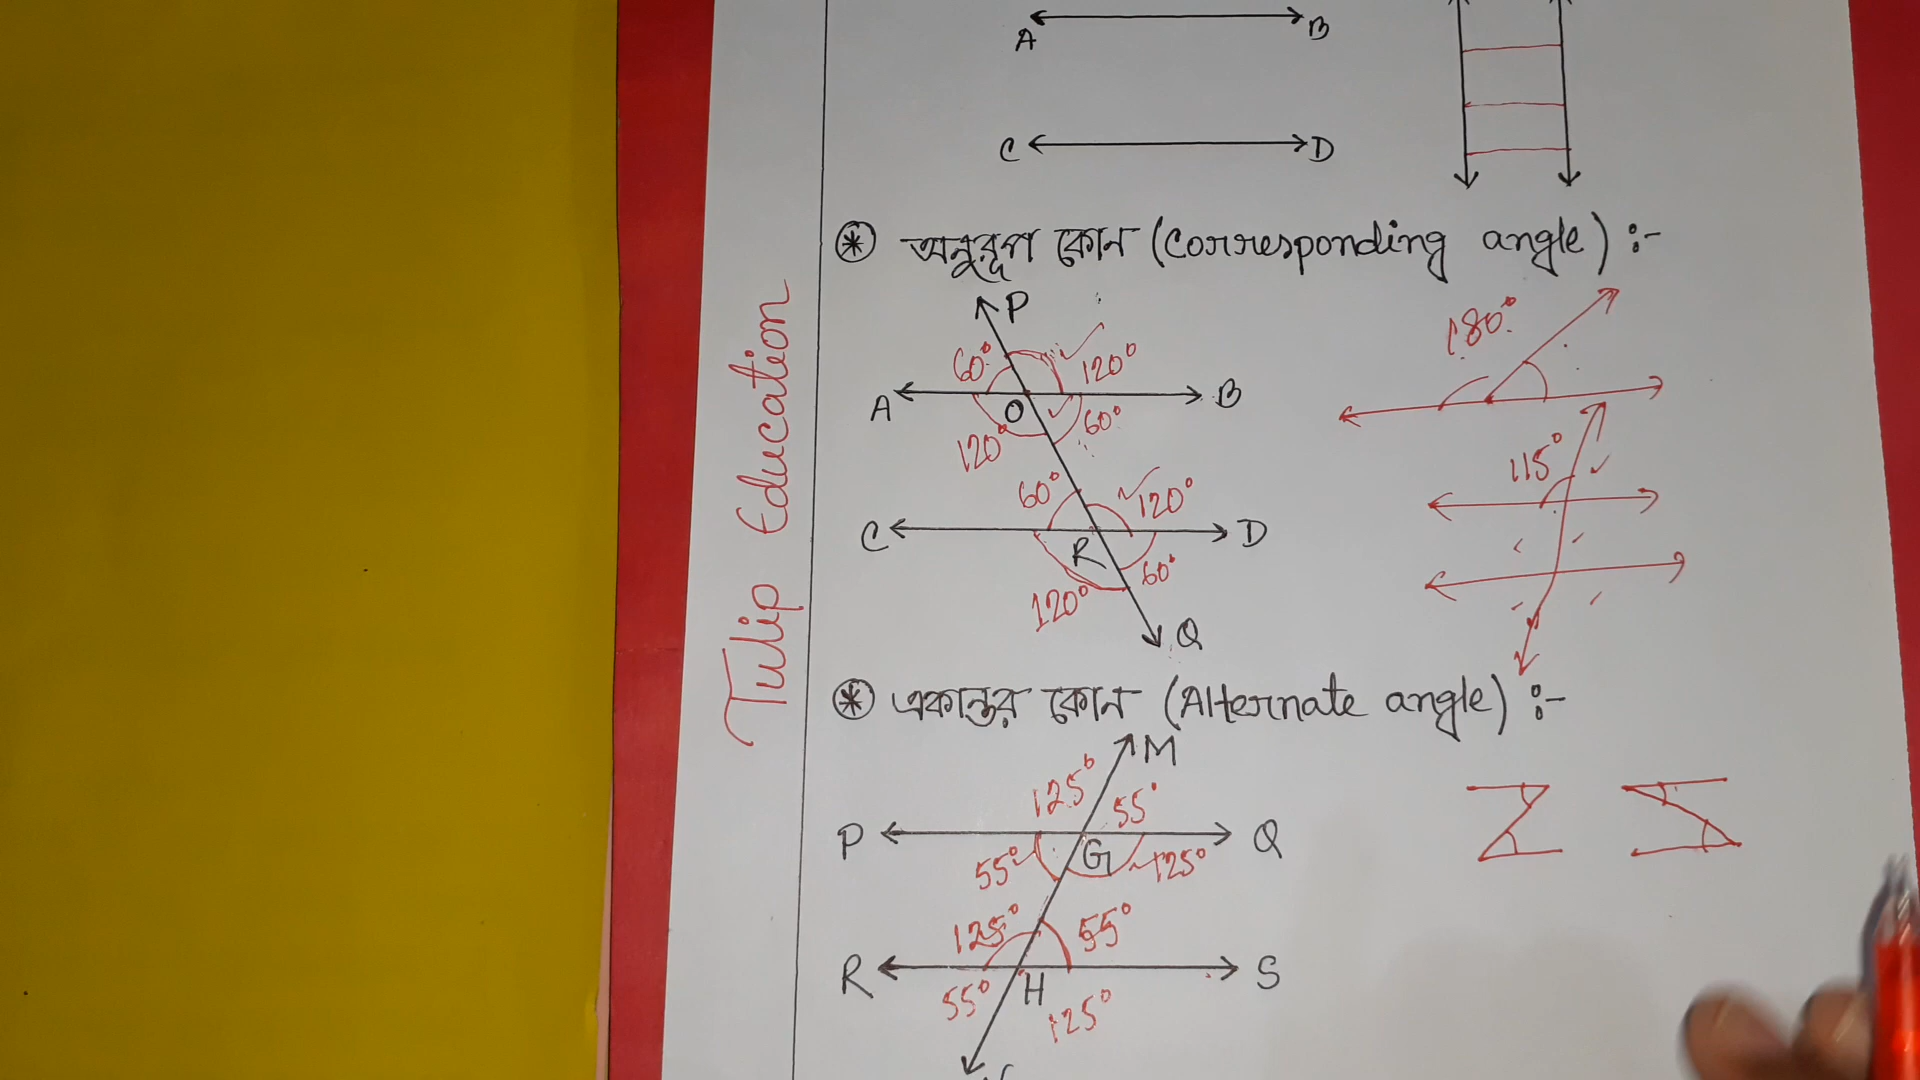 A B
C D
Tulip Education
* অনুরূপ কোন (Corresponding angle) :-
P
60° 120°
A B
O 60°
120°
60° 120°
C D
R 60°
120°
Q
180°
115°
* একান্তর কোন (Alternate angle) :-
M
125° 55°
P Q
G
55° 125°
125° 55°
R S
H
55° 125°